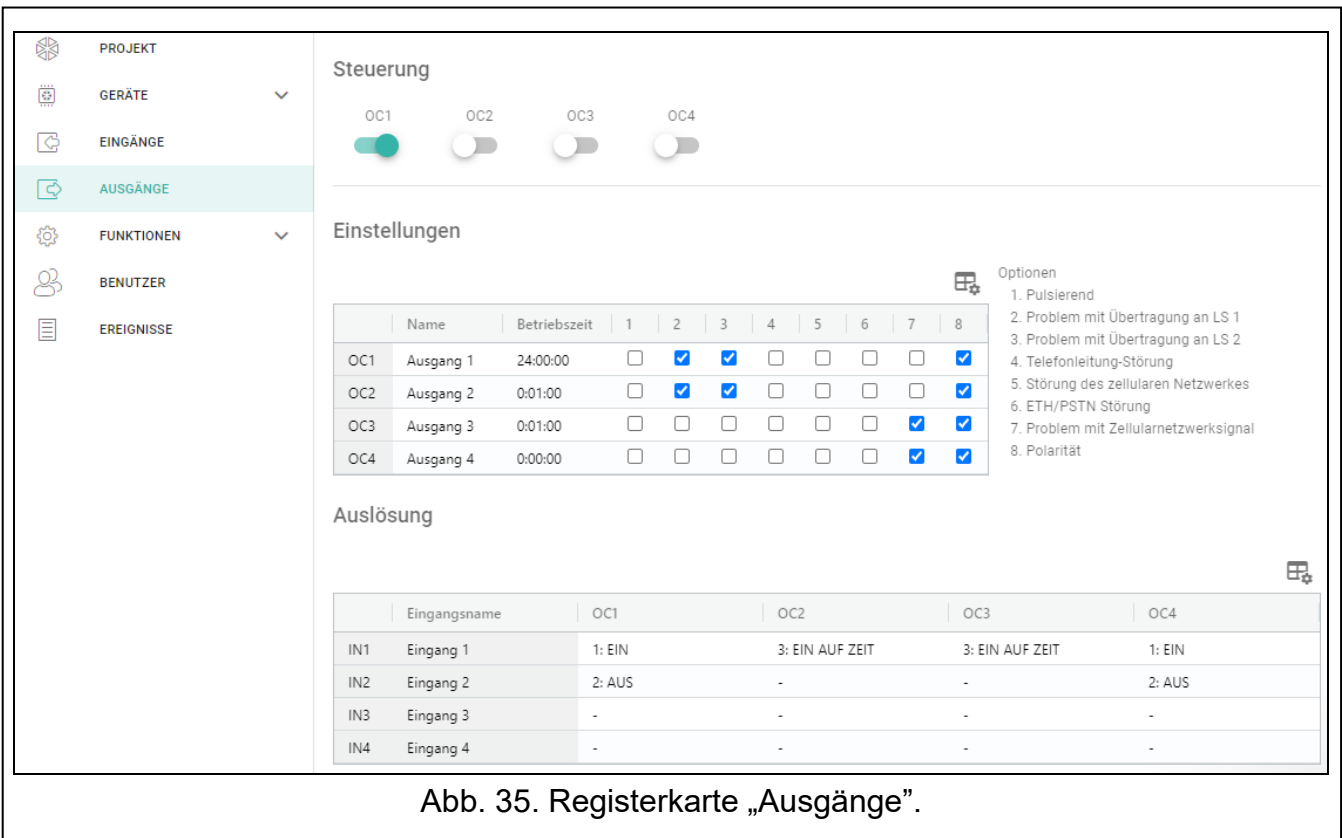 PROJEKT
GERÄTE
EINGÄNGE
AUSGÄNGE
FUNKTIONEN
BENUTZER
EREIGNISSE
Steuerung
OC1 OC2 OC3 OC4
Einstellungen
Name Betriebszeit 1 2 3 4 5 6 7 8
OC1 Ausgang 1 24:00:00
OC2 Ausgang 2 0:01:00
OC3 Ausgang 3 0:01:00
OC4 Ausgang 4 0:00:00
Optionen
1. Pulsierend
2. Problem mit Übertragung an LS 1
3. Problem mit Übertragung an LS 2
4. Telefonleitung-Störung
5. Störung des zellularen Netzwerkes
6. ETH/PSTN Störung
7. Problem mit Zellularnetzwerksignal
8. Polarität
Auslösung
Eingangsname OC1 OC2 OC3 OC4
IN1 Eingang 1 1: EIN 3: EIN AUF ZEIT 3: EIN AUF ZEIT 1: EIN
IN2 Eingang 2 2: AUS - - 2: AUS
IN3 Eingang 3 - - - -
IN4 Eingang 4 - - - -
Abb. 35. Registerkarte „Ausgänge”.